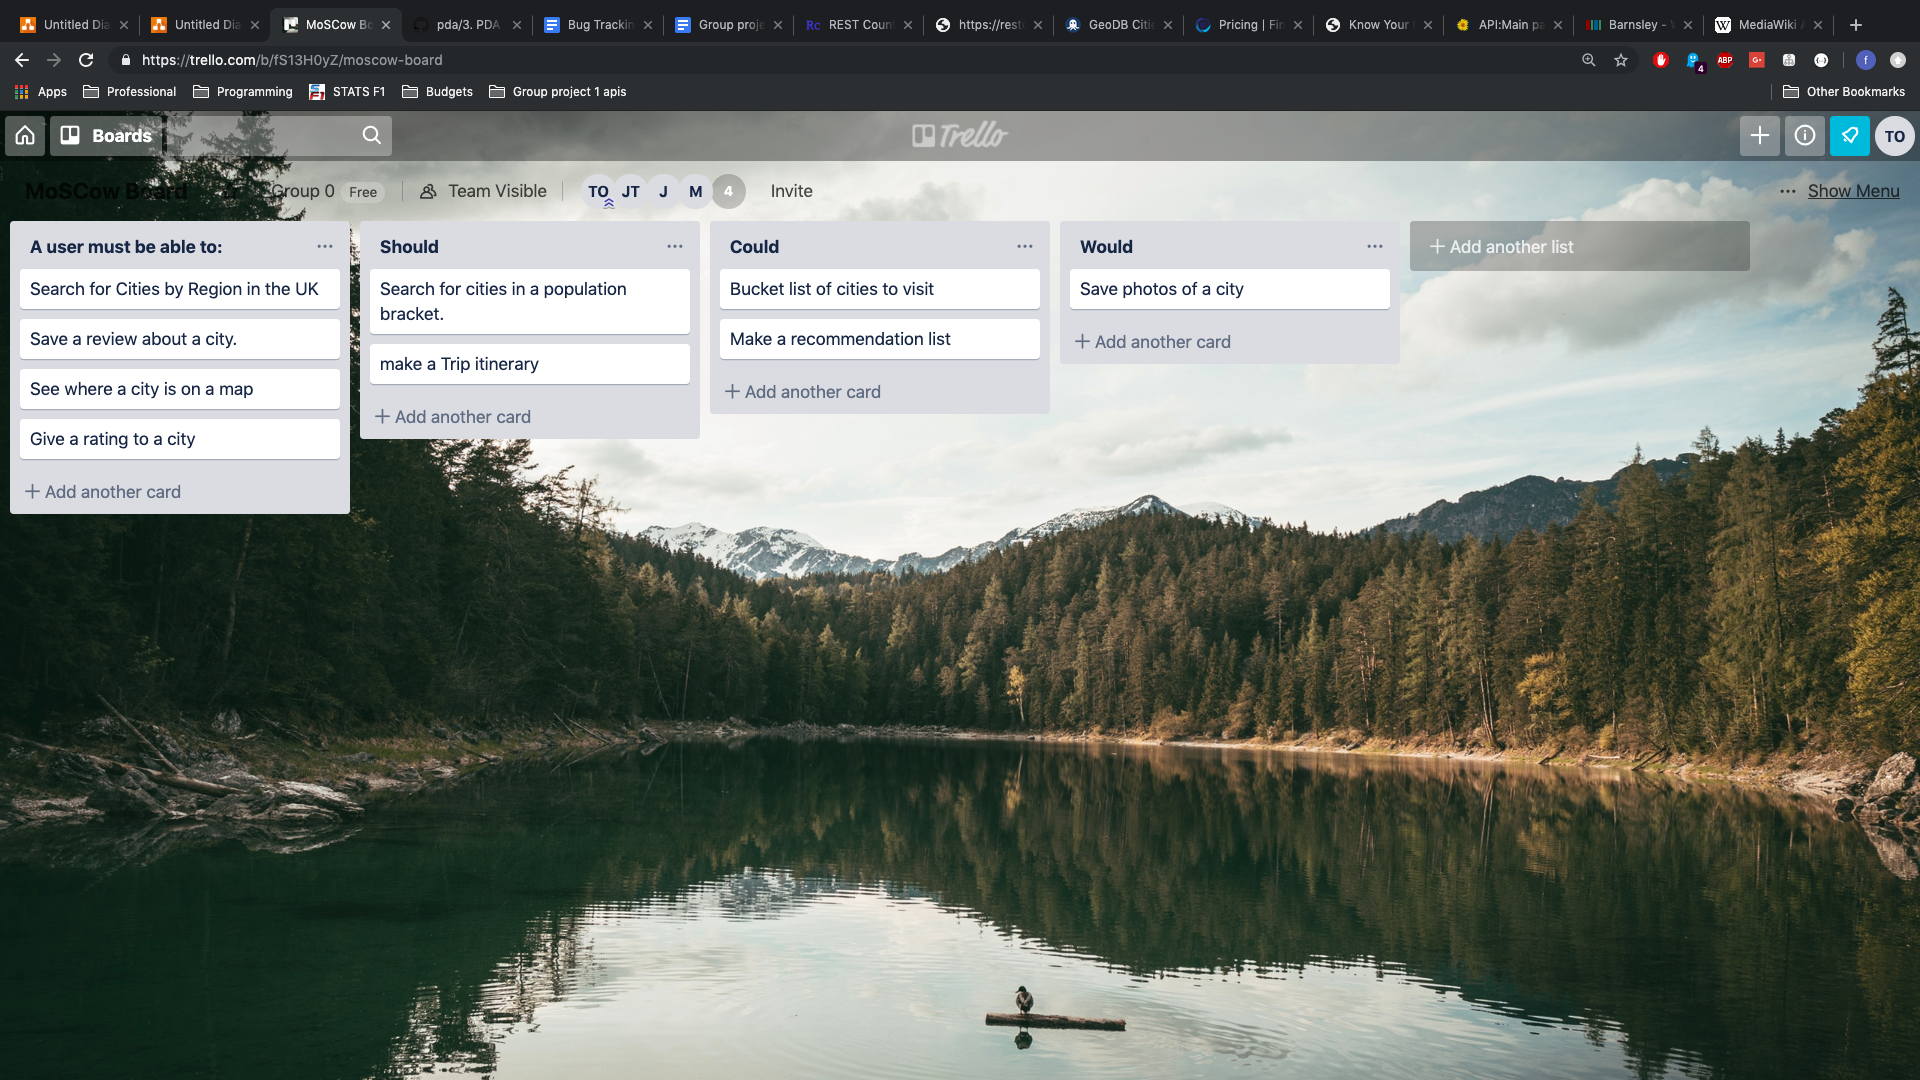 Untitled Dia
Untitled Dia
MoSCow Bo
pda/3. PDA
Bug Trackin
Group proje
REST Coun
https://rest
GeoDB Citi
Pricing | Fin
Know Your
API:Main pa
Barnsley -
MediaWiki
https://trello.com/b/fS13H0yZ/moscow-board
ABP
G+
4
f
Apps
Professional
Programming
STATS F1
Budgets
Group project 1 apis
Other Bookmarks
Boards
Trello
TO
MoSCow Board
Group 0
Free
Team Visible
TO
JT
J
M
4
Invite
Show Menu
A user must be able to:
Search for Cities by Region in the UK
Save a review about a city.
See where a city is on a map
Give a rating to a city
Add another card
Should
Search for cities in a population
bracket.
make a Trip itinerary
Add another card
Could
Bucket list of cities to visit
Make a recommendation list
Add another card
Would
Save photos of a city
Add another card
Add another list